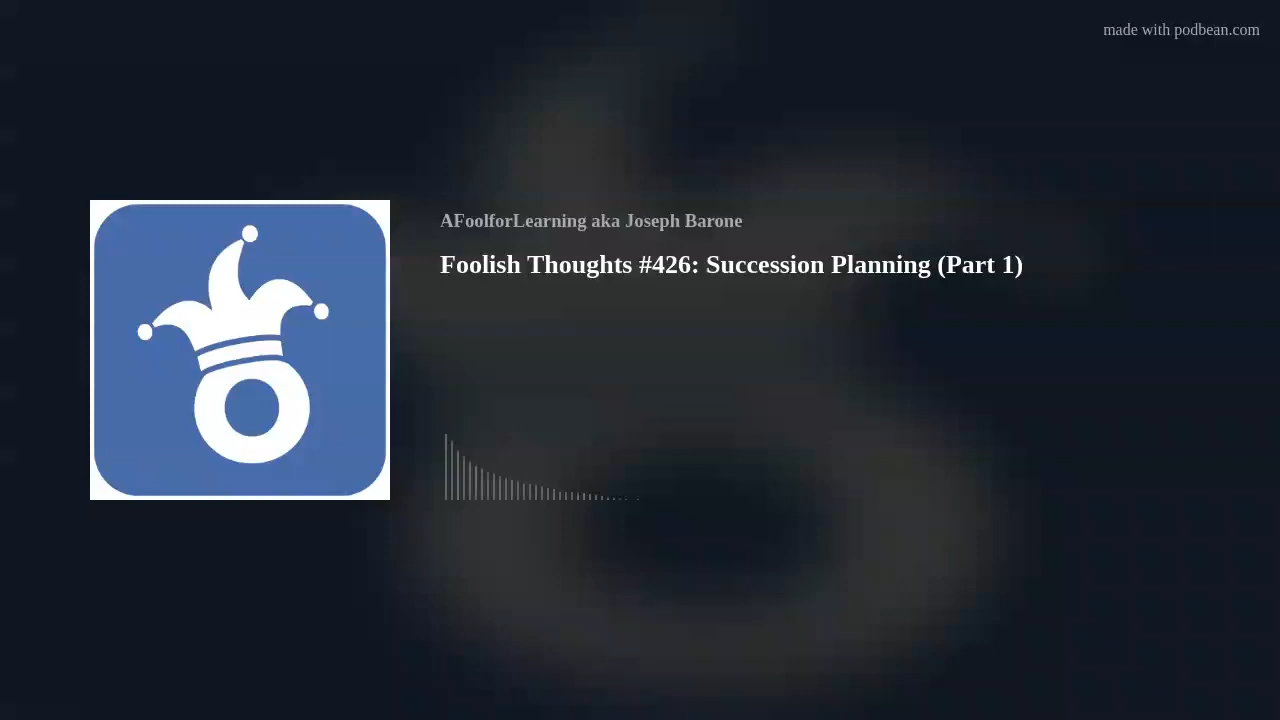 made with podbean.com
AFoolforLearning aka Joseph Barone
Foolish Thoughts #426: Succession Planning (Part 1)